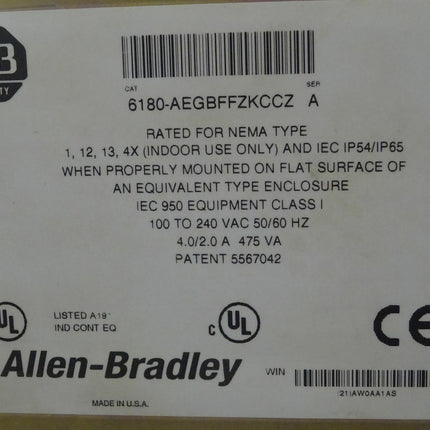 CAT SER
6180-AEGBFFZKCCZ A
RATED FOR NEMA TYPE
1, 12, 13, 4X (INDOOR USE ONLY) AND IEC IP54/IP65
WHEN PROPERLY MOUNTED ON FLAT SURFACE OF
AN EQUIVALENT TYPE ENCLOSURE
IEC 950 EQUIPMENT CLASS I
100 TO 240 VAC 50/60 HZ
4.0/2.0 A 475 VA
PATENT 5567042
UL LISTED A19
IND CONT EQ
C UL
CE
Allen-Bradley
MADE IN U.S.A.
WIN